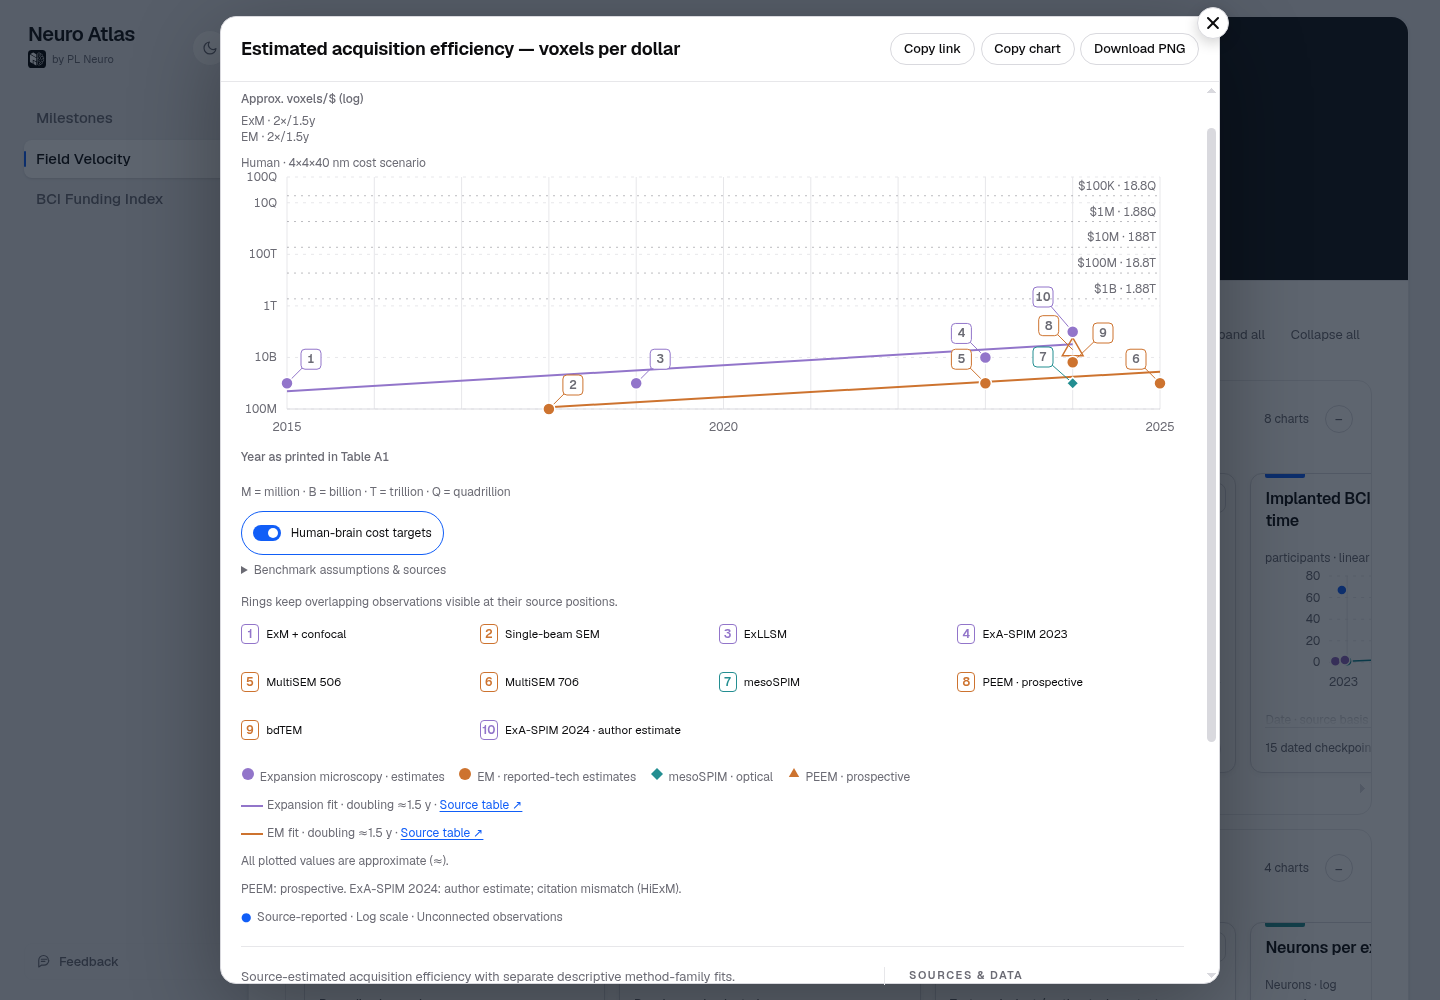 Neuro Atlas
by PL Neuro
Milestones
Field Velocity
BCI Funding Index
Feedback
Estimated acquisition efficiency — voxels per dollar
Copy link
Copy chart
Download PNG
Approx. voxels/$ (log)
ExM · 2×/1.5y
EM · 2×/1.5y
Human · 4×4×40 nm cost scenario
100Q
10Q
100T
1T
10B
100M
$100K · 18.8Q
$1M · 1.88Q
$10M · 188T
$100M · 18.8T
$1B · 1.88T
1
2
3
4
5
10
8
9
7
6
2015
2020
2025
Year as printed in Table A1
M = million · B = billion · T = trillion · Q = quadrillion
Human-brain cost targets
Benchmark assumptions & sources
Rings keep overlapping observations visible at their source positions.
1 ExM + confocal
2 Single-beam SEM
3 ExLLSM
4 ExA-SPIM 2023
5 MultiSEM 506
6 MultiSEM 706
7 mesoSPIM
8 PEEM · prospective
9 bdTEM
10 ExA-SPIM 2024 · author estimate
Expansion microscopy · estimates
EM · reported-tech estimates
mesoSPIM · optical
PEEM · prospective
Expansion fit · doubling ≈1.5 y · Source table ↗
EM fit · doubling ≈1.5 y · Source table ↗
All plotted values are approximate (≈).
PEEM: prospective. ExA-SPIM 2024: author estimate; citation mismatch (HiExM).
Source-reported · Log scale · Unconnected observations
Source-estimated acquisition efficiency with separate descriptive method-family fits.
SOURCES & DATA
pand all
Collapse all
8 charts
Implanted BCI
time
participants · linear
80
60
40
20
0
2023
Date · source basis
15 dated checkpoin
4 charts
Neurons per e
Neurons · log